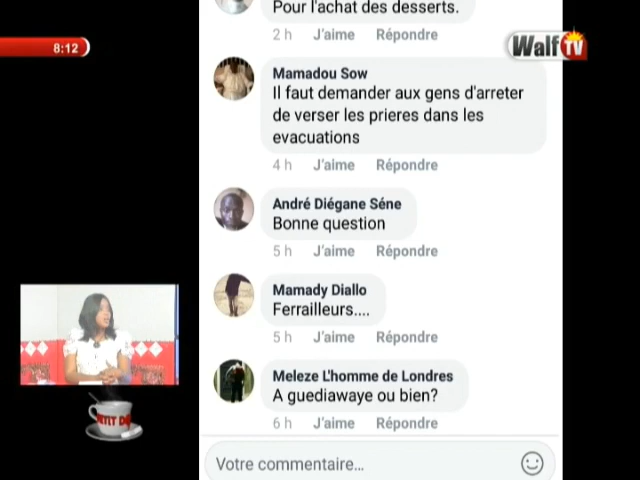 Pour l'achat des desserts.
2 h J'aime Répondre
8:12
Walf TV
Mamadou Sow
Il faut demander aux gens d'arreter
de verser les prieres dans les
evacuations
4 h J'aime Répondre
André Diégane Séne
Bonne question
5 h J'aime Répondre
Mamady Diallo
Ferrailleurs....
5 h J'aime Répondre
Meleze L'homme de Londres
A guediawaye ou bien?
6 h J'aime Répondre
PETIT
Votre commentaire...